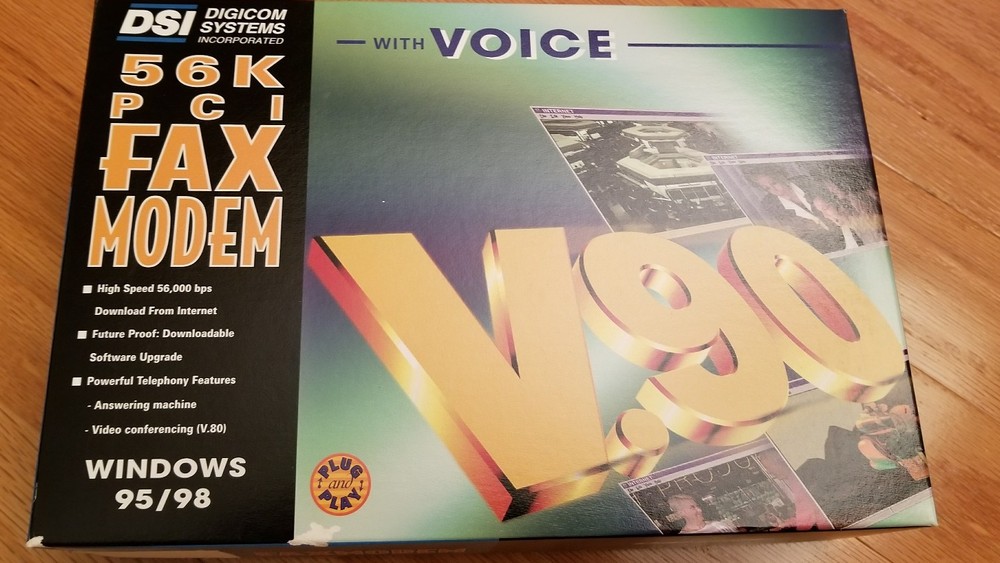 DSI DIGICOM
SYSTEMS
INCORPORATED
56K
PCI
FAX
MODEM
■ High Speed 56,000 bps
Download From Internet
■ Future Proof: Downloadable
Software Upgrade
■ Powerful Telephony Features
- Answering machine
- Video conferencing (V.80)
WINDOWS
95/98
WITH VOICE
INTERNET
V.90
PLUG
and
PLAY
INTERNET